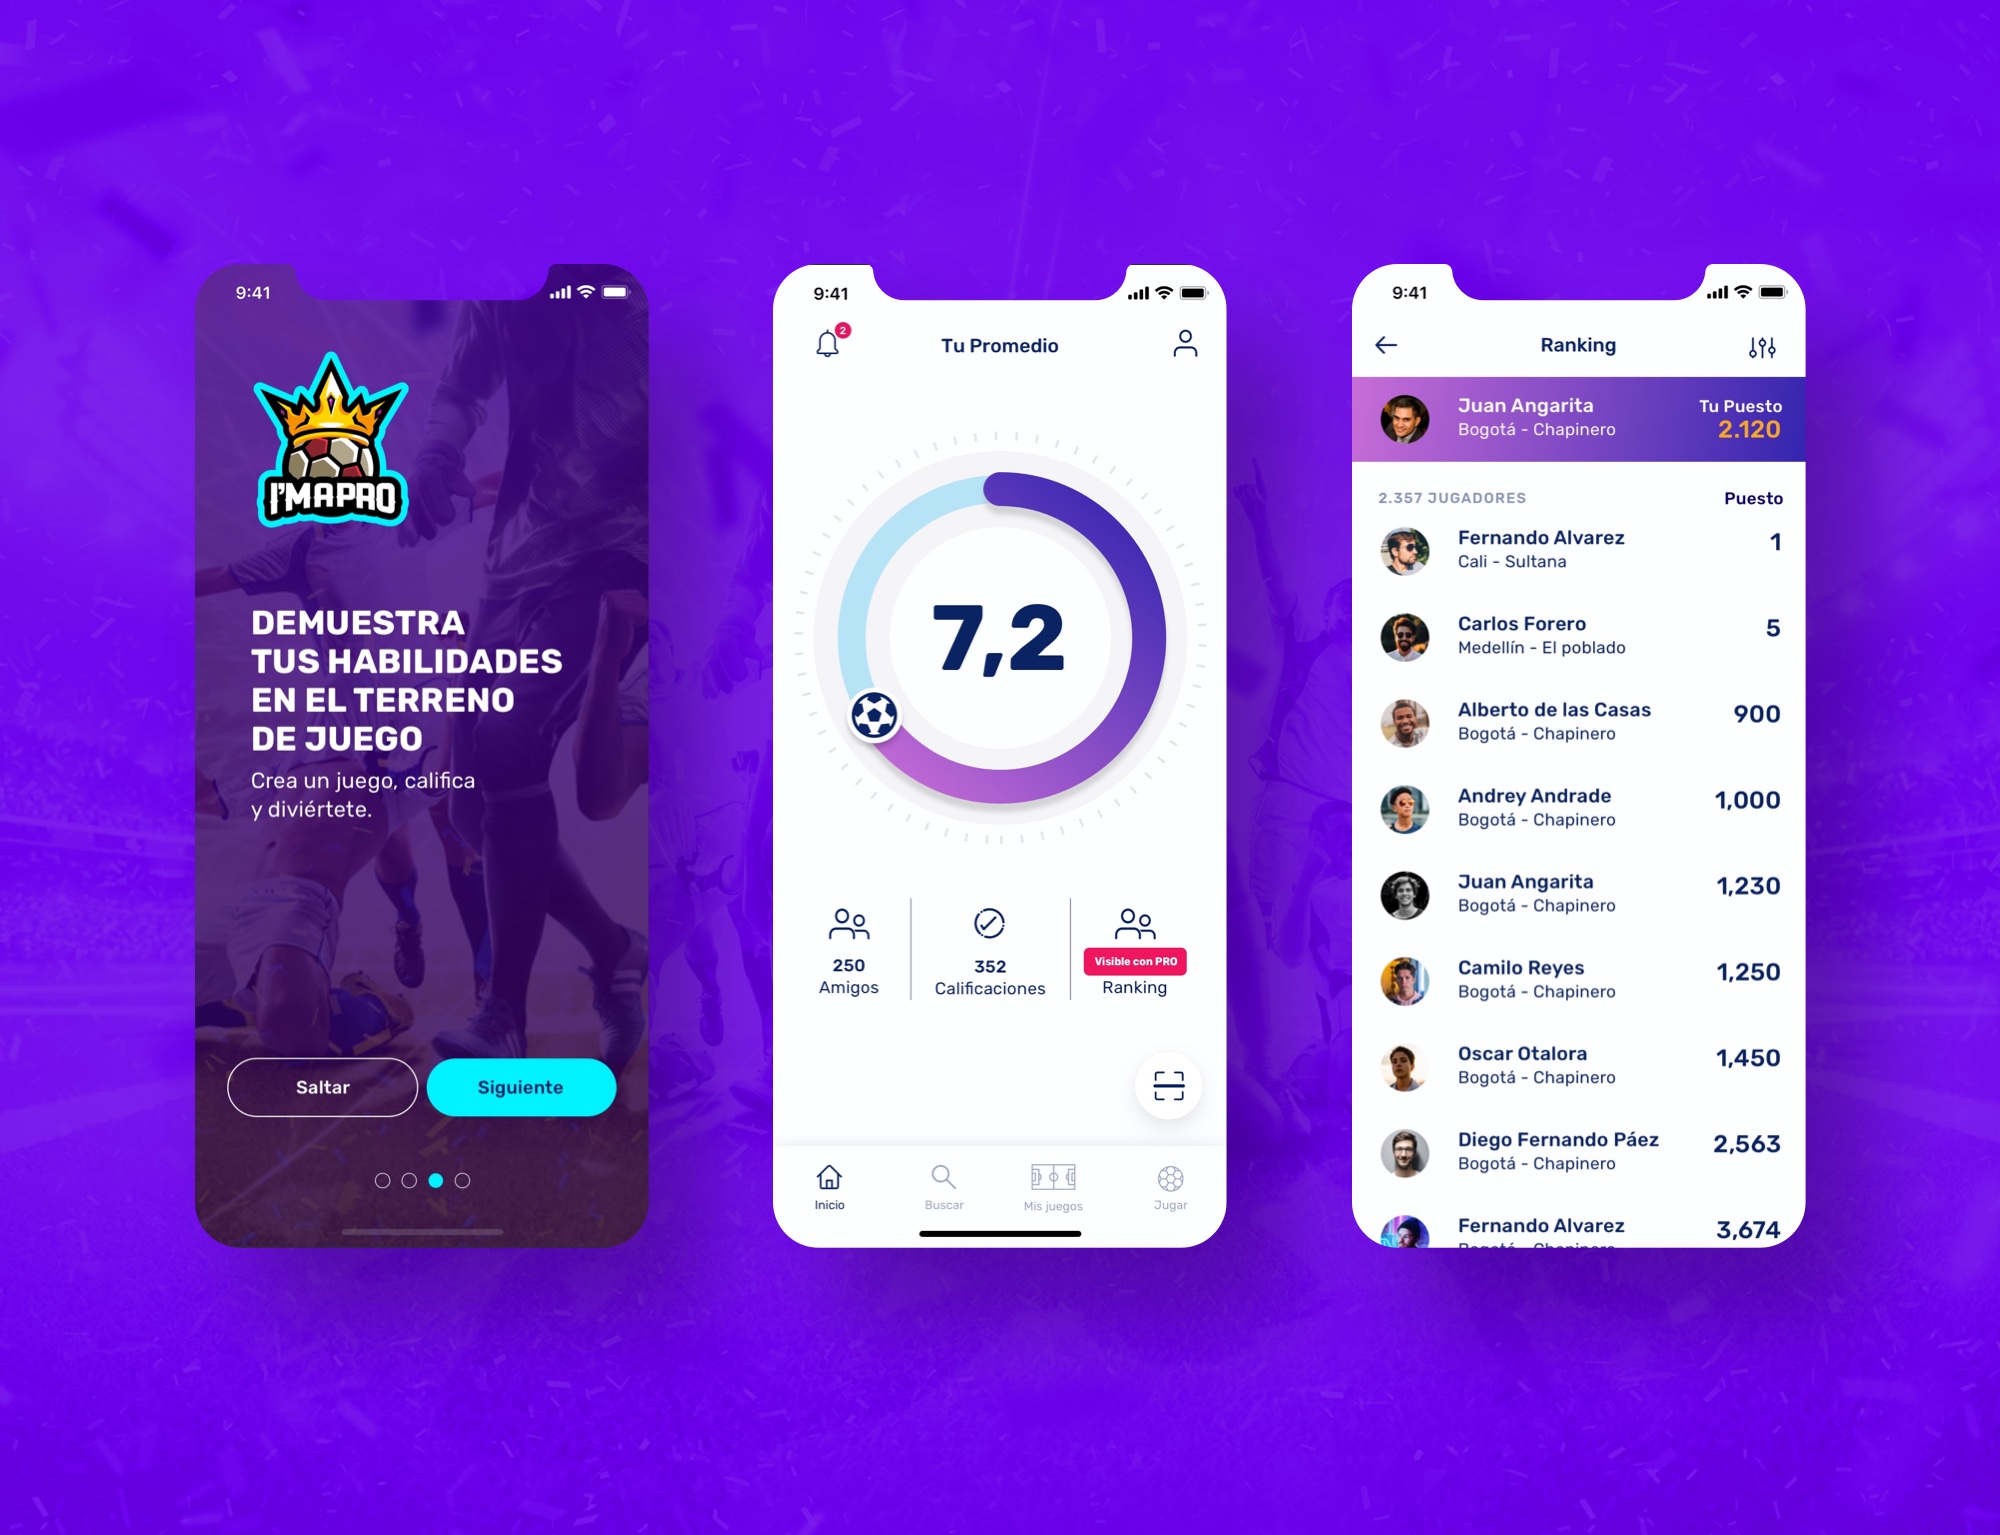 9:41
I'MAPRO
DEMUESTRA
TUS HABILIDADES
EN EL TERRENO
DE JUEGO
Crea un juego, califica
y diviértete.
Saltar
Siguiente
9:41
2
Tu Promedio
7,2
250
Amigos
352
Calificaciones
Visible con PRO
Ranking
Inicio
Buscar
Mis juegos
Jugar
9:41
Ranking
Juan Angarita
Tu Puesto
Bogotá - Chapinero
2.120
2.357 JUGADORES
Puesto
Fernando Alvarez
1
Cali - Sultana
Carlos Forero
5
Medellín - El poblado
Alberto de las Casas
900
Bogotá - Chapinero
Andrey Andrade
1,000
Bogotá - Chapinero
Juan Angarita
1,230
Bogotá - Chapinero
Camilo Reyes
1,250
Bogotá - Chapinero
Oscar Otalora
1,450
Bogotá - Chapinero
Diego Fernando Páez
2,563
Bogotá - Chapinero
Fernando Alvarez
3,674
Bogotá - Chapinero